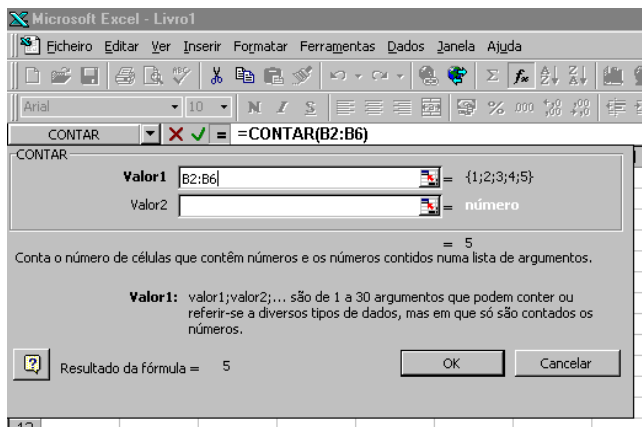 Microsoft Excel - Livro1
Ficheiro Editar Ver Inserir Formatar Ferramentas Dados Janela Ajuda
Arial 10 N I S % 000
CONTAR = =CONTAR(B2:B6)
CONTAR
Valor1 B2:B6 = {1;2;3;4;5}
Valor2 = número
= 5
Conta o número de células que contêm números e os números contidos numa lista de argumentos.
Valor1: valor1;valor2;... são de 1 a 30 argumentos que podem conter ou
referir-se a diversos tipos de dados, mas em que só são contados os
números.
Resultado da fórmula = 5 OK Cancelar